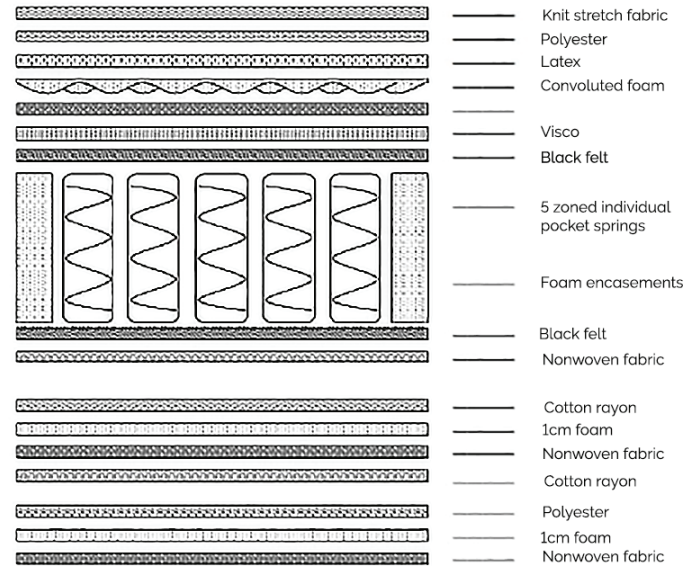 Knit stretch fabric
Polyester
Latex
Convoluted foam
Visco
Black felt
5 zoned individual
pocket springs
Foam encasements
Black felt
Nonwoven fabric
Cotton rayon
1cm foam
Nonwoven fabric
Cotton rayon
Polyester
1cm foam
Nonwoven fabric